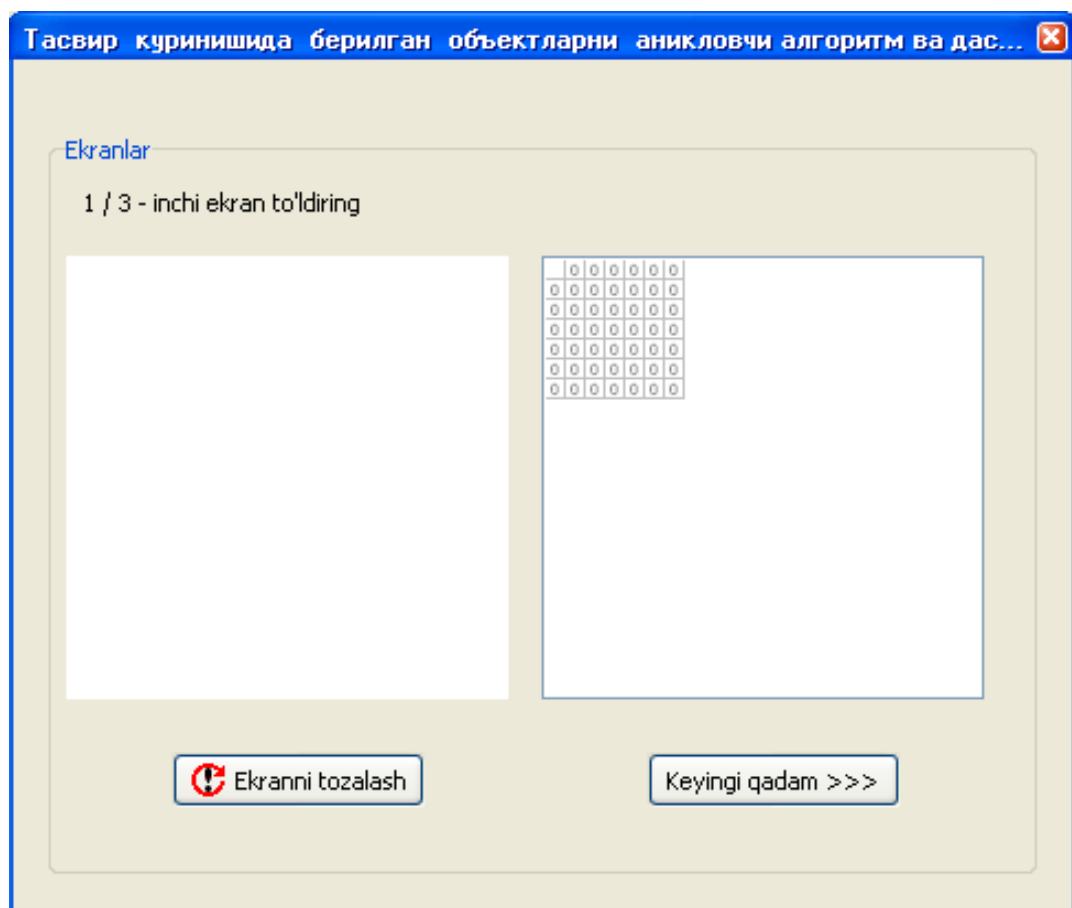 Тасвир куринишида берилган объектларни аникловчи алгоритм ва дас...
Ekranlar
1 / 3 - inchi ekran to'ldiring
0 0 0 0 0 0
0 0 0 0 0 0 0
0 0 0 0 0 0 0
0 0 0 0 0 0 0
0 0 0 0 0 0 0
0 0 0 0 0 0 0
0 0 0 0 0 0 0
Ekranni tozalash
Keyingi qadam >>>